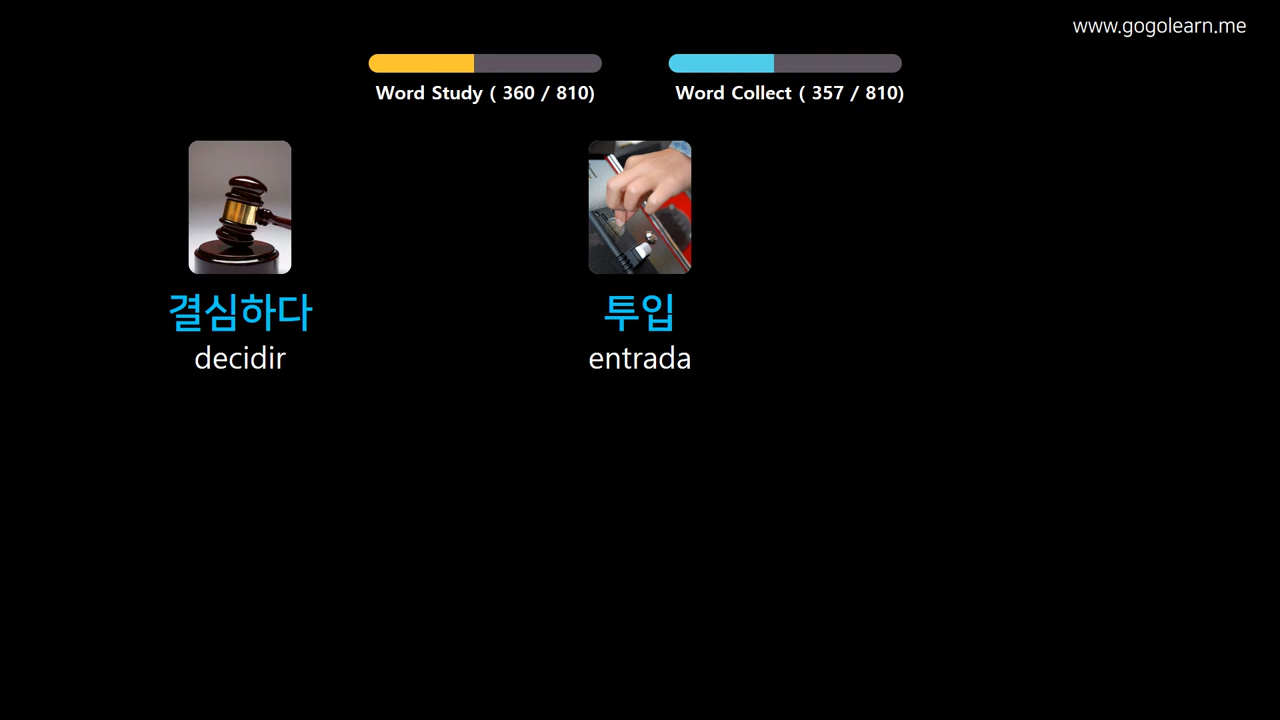 www.gogolearn.me
Word Study ( 360 / 810)
Word Collect ( 357 / 810)
결심하다
decidir
투입
entrada